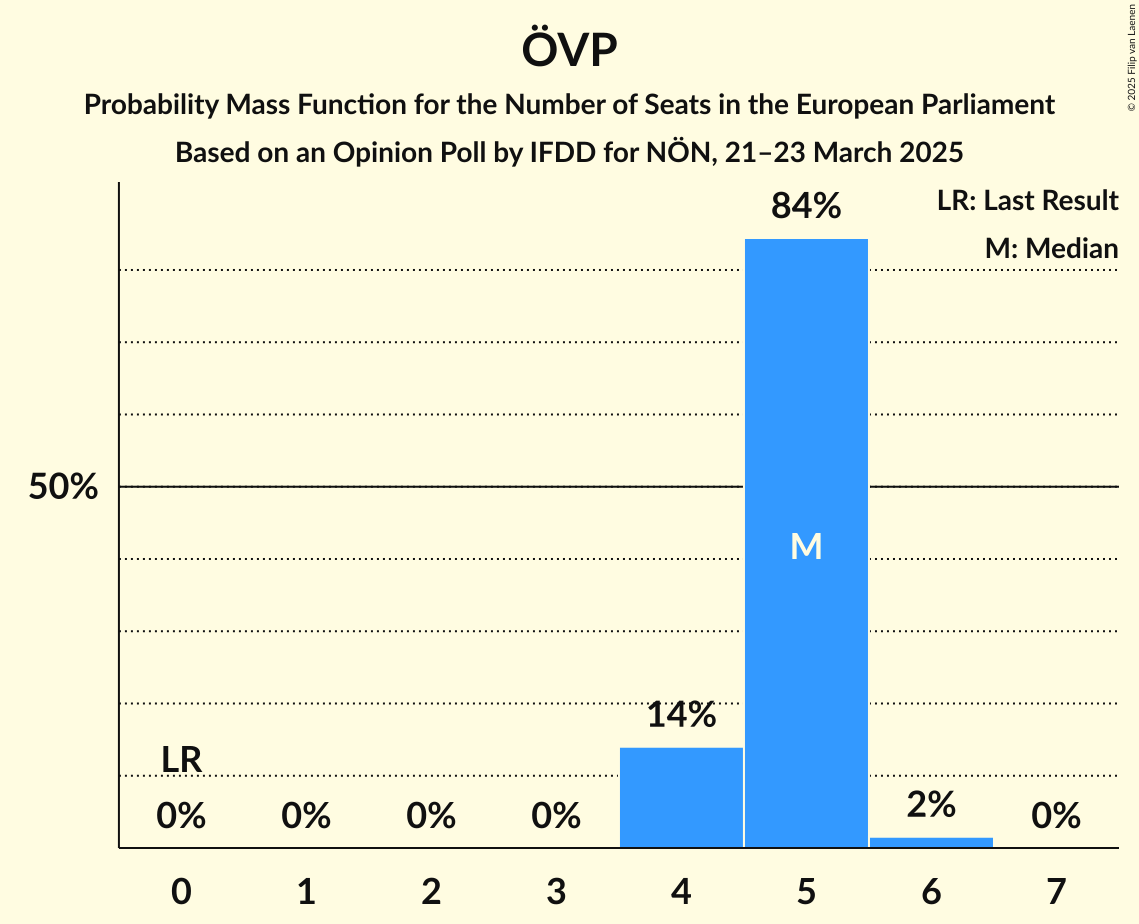 ÖVP
Probability Mass Function for the Number of Seats in the European Parliament
Based on an Opinion Poll by IFDD for NÖN, 21–23 March 2025
© 2025 Filip van Laenen
LR: Last Result
M: Median
84%
50%
M
14%
LR
0% 0% 0% 0% 2% 0%
0 1 2 3 4 5 6 7